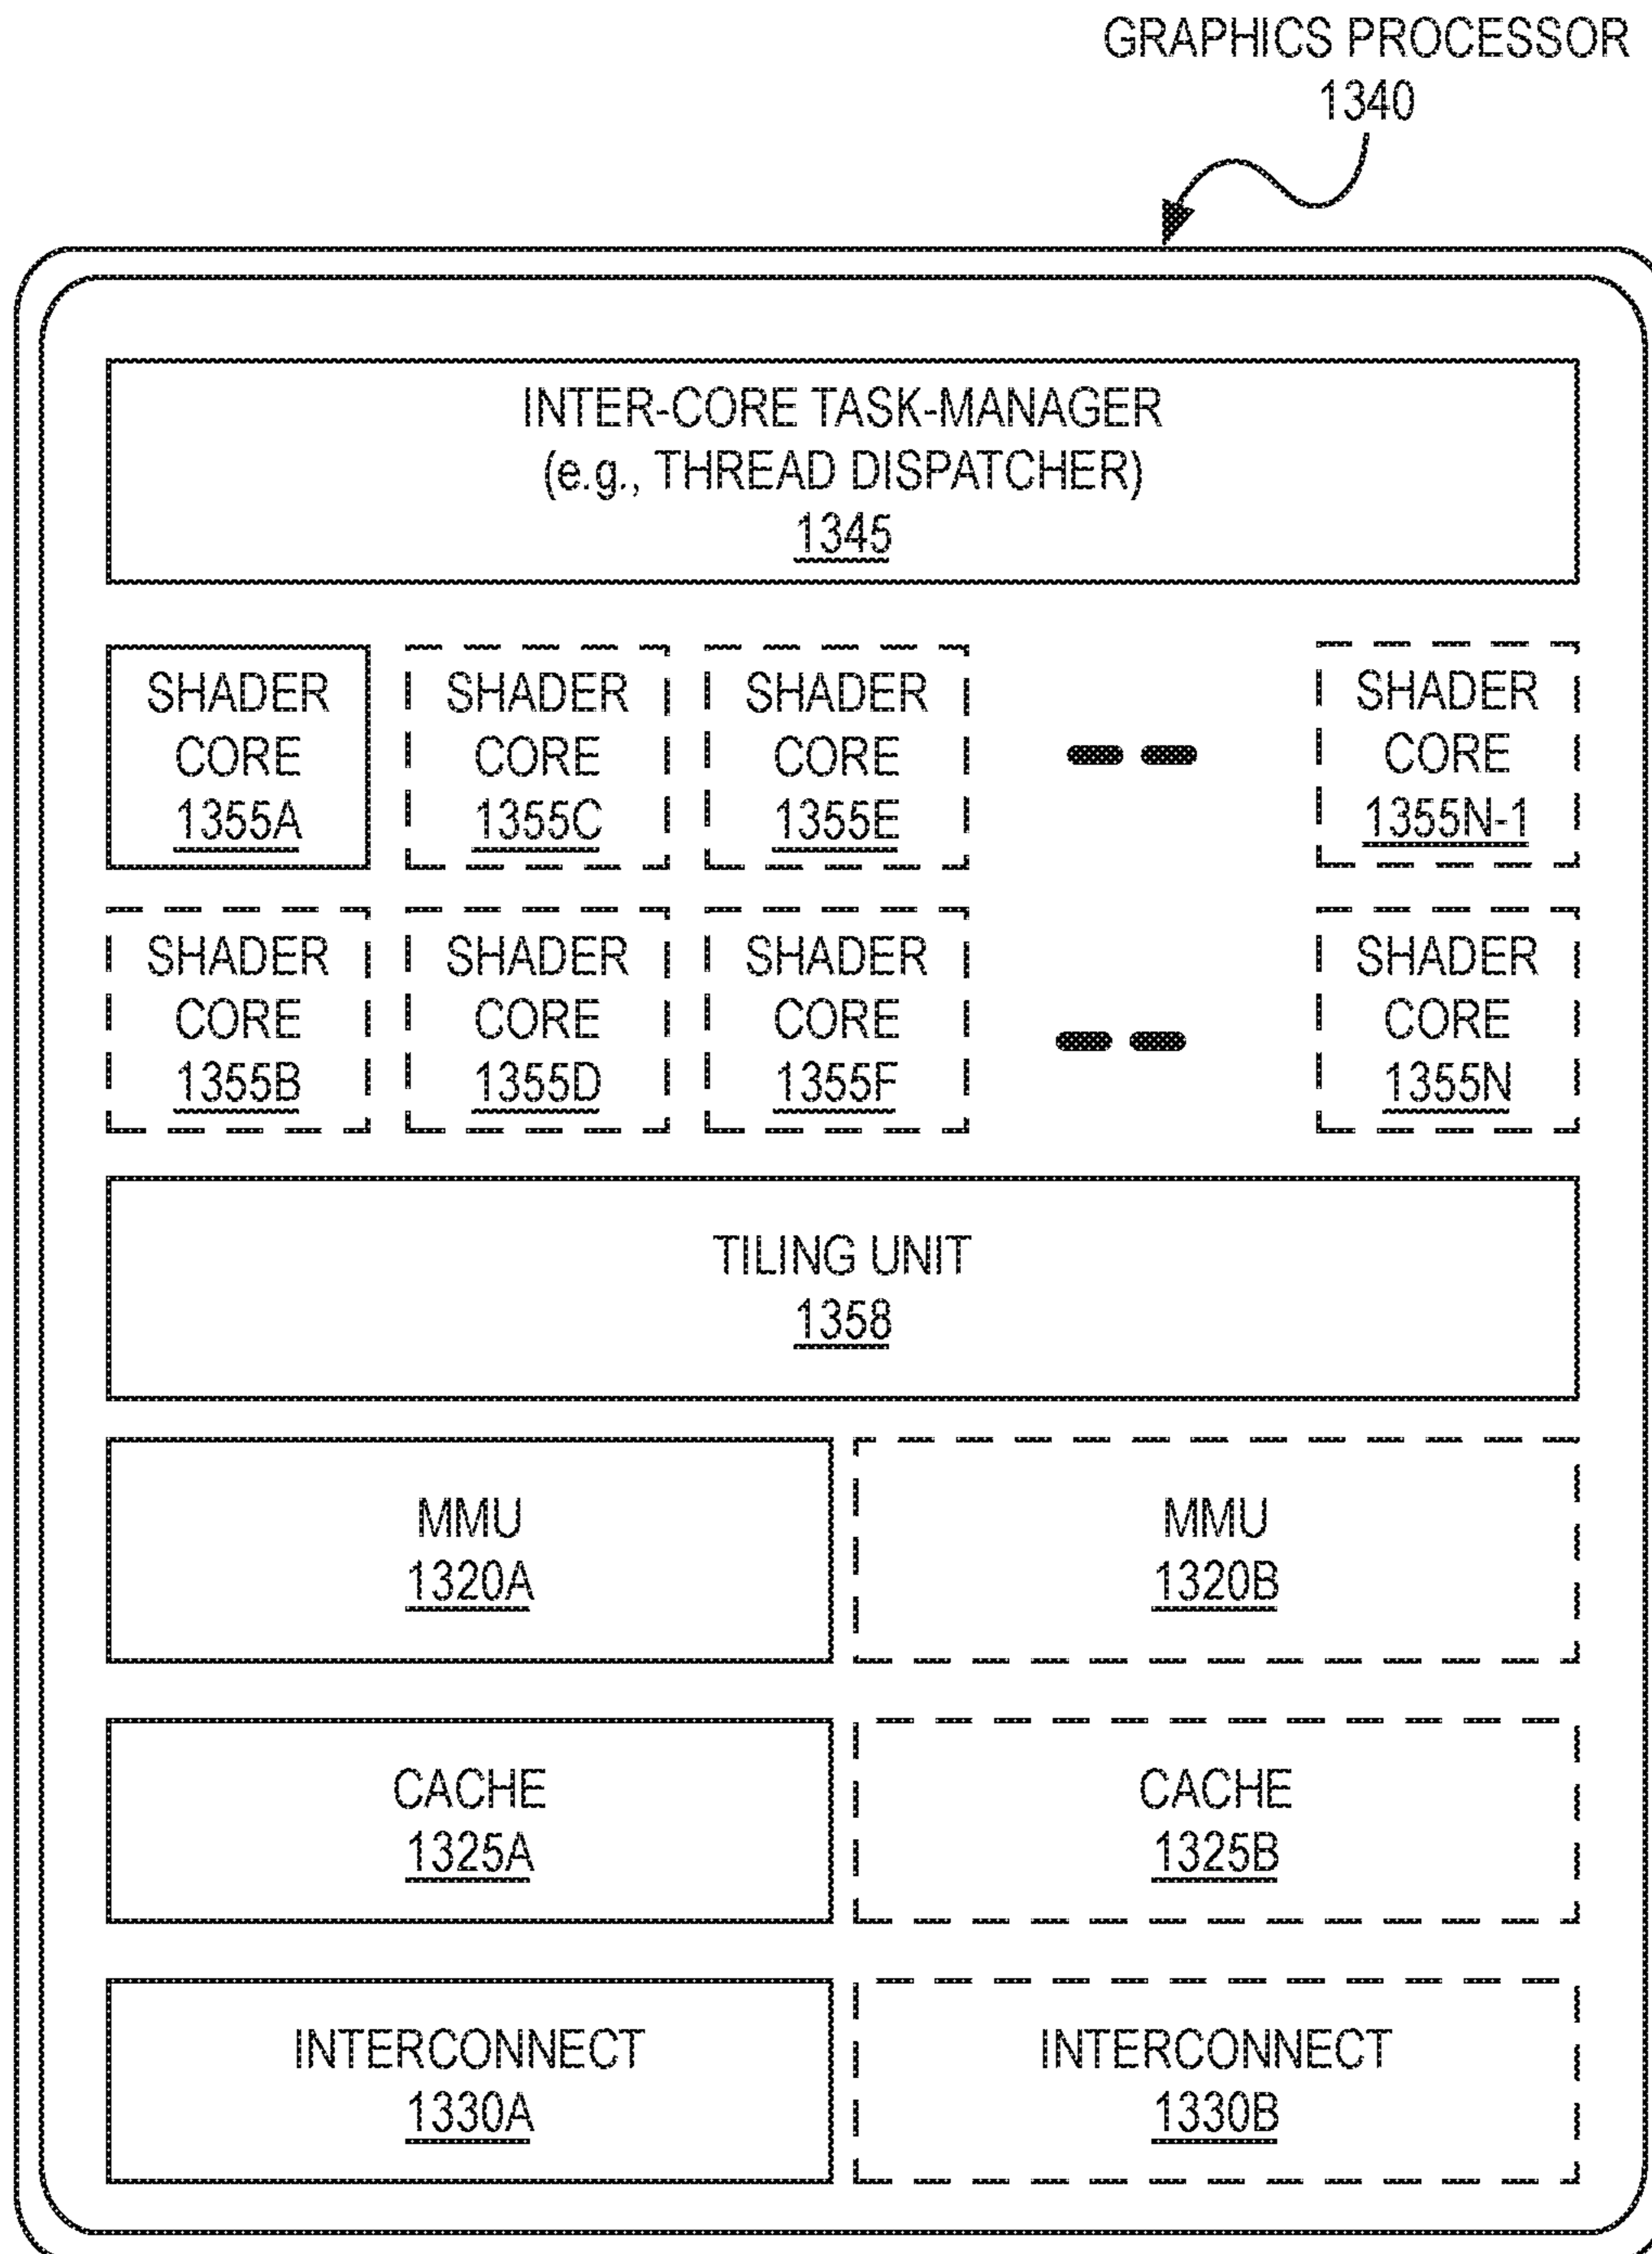 GRAPHICS PROCESSOR
1340
INTER-CORE TASK-MANAGER
(e.g., THREAD DISPATCHER)
1345
SHADER
CORE
1355A
SHADER
CORE
1355C
SHADER
CORE
1355E
SHADER
CORE
1355N-1
SHADER
CORE
1355B
SHADER
CORE
1355D
SHADER
CORE
1355F
SHADER
CORE
1355N
TILING UNIT
1358
MMU
1320A
MMU
1320B
CACHE
1325A
CACHE
1325B
INTERCONNECT
1330A
INTERCONNECT
1330B